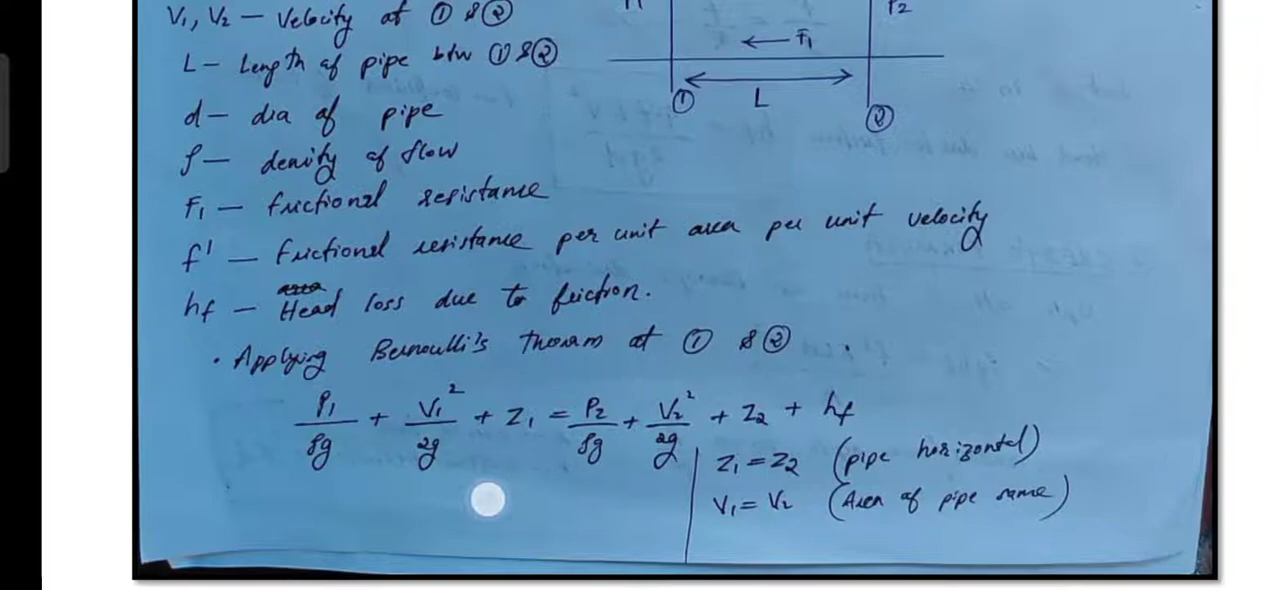 V₁, V₂ – Velocity at ① & ②
L – Length of pipe btw ① & ②
d – dia of pipe
ρ – denity of flow
F₁ – frictional resistance
f' – Frictional resistance per unit area per unit velocity
hf – Head loss due to friction.
P₂
← F₁
① L ②
• Applying Bernoulli's Theoram at ① & ②
P₁/ρg + V₁²/2g + Z₁ = P₂/ρg + V₂²/2g + Z₂ + hf
Z₁ = Z₂ (pipe horizontal)
V₁ = V₂ (Area of pipe same)